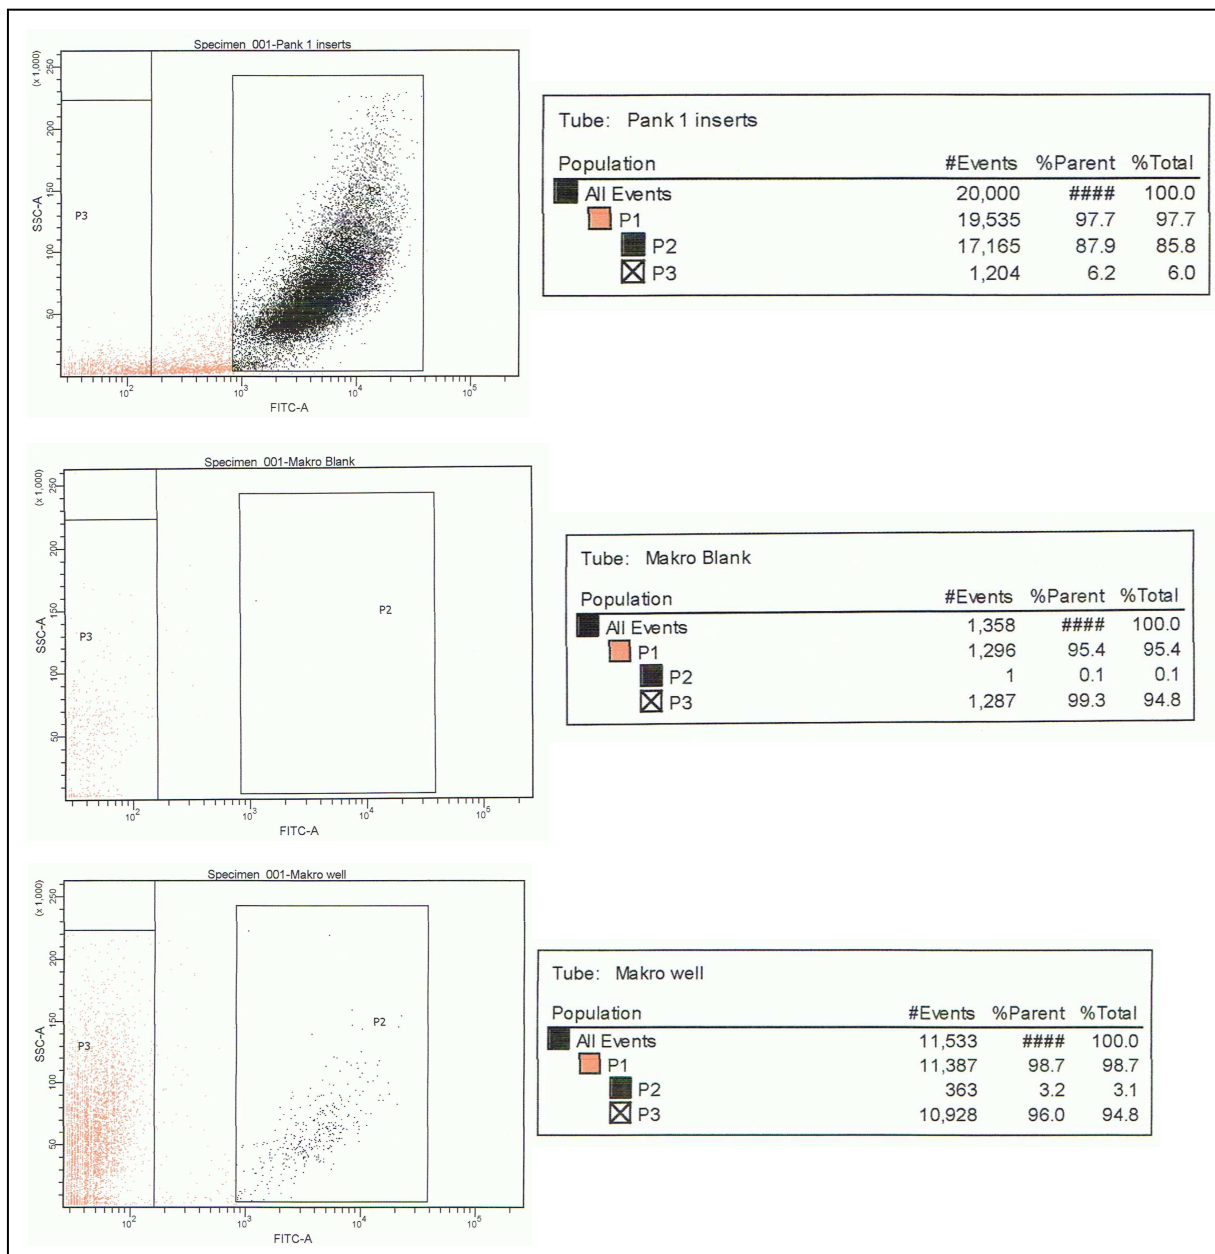 Specimen_001-Pank 1 inserts
(x 1,000)
250
200
150
100
50
SSC-A
P3
P2
10^2
10^3
10^4
10^5
FITC-A
Tube: Pank 1 inserts
Population #Events %Parent %Total
All Events 20,000 #### 100.0
P1 19,535 97.7 97.7
P2 17,165 87.9 85.8
P3 1,204 6.2 6.0
Specimen_001-Makro Blank
(x 1,000)
250
200
150
100
50
SSC-A
P3
P2
10^2
10^3
10^4
10^5
FITC-A
Tube: Makro Blank
Population #Events %Parent %Total
All Events 1,358 #### 100.0
P1 1,296 95.4 95.4
P2 1 0.1 0.1
P3 1,287 99.3 94.8
Specimen_001-Makro well
(x 1,000)
250
200
150
100
50
SSC-A
P3
P2
10^2
10^3
10^4
10^5
FITC-A
Tube: Makro well
Population #Events %Parent %Total
All Events 11,533 #### 100.0
P1 11,387 98.7 98.7
P2 363 3.2 3.1
P3 10,928 96.0 94.8